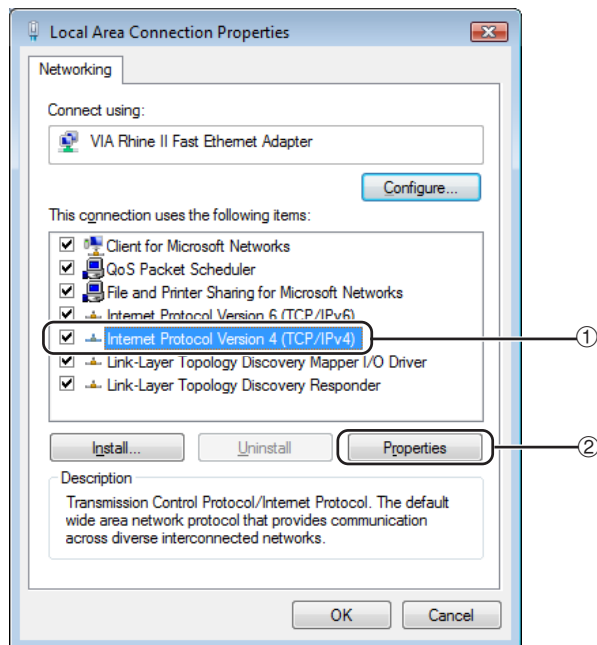 Local Area Connection Properties
Networking
Connect using:
VIA Rhine II Fast Ethernet Adapter
Configure...
This connection uses the following items:
Client for Microsoft Networks
QoS Packet Scheduler
File and Printer Sharing for Microsoft Networks
Internet Protocol Version 6 (TCP/IPv6)
Internet Protocol Version 4 (TCP/IPv4)
①
Link-Layer Topology Discovery Mapper I/O Driver
Link-Layer Topology Discovery Responder
Install...
Uninstall
Properties
②
Description
Transmission Control Protocol/Internet Protocol. The default
wide area network protocol that provides communication
across diverse interconnected networks.
OK
Cancel